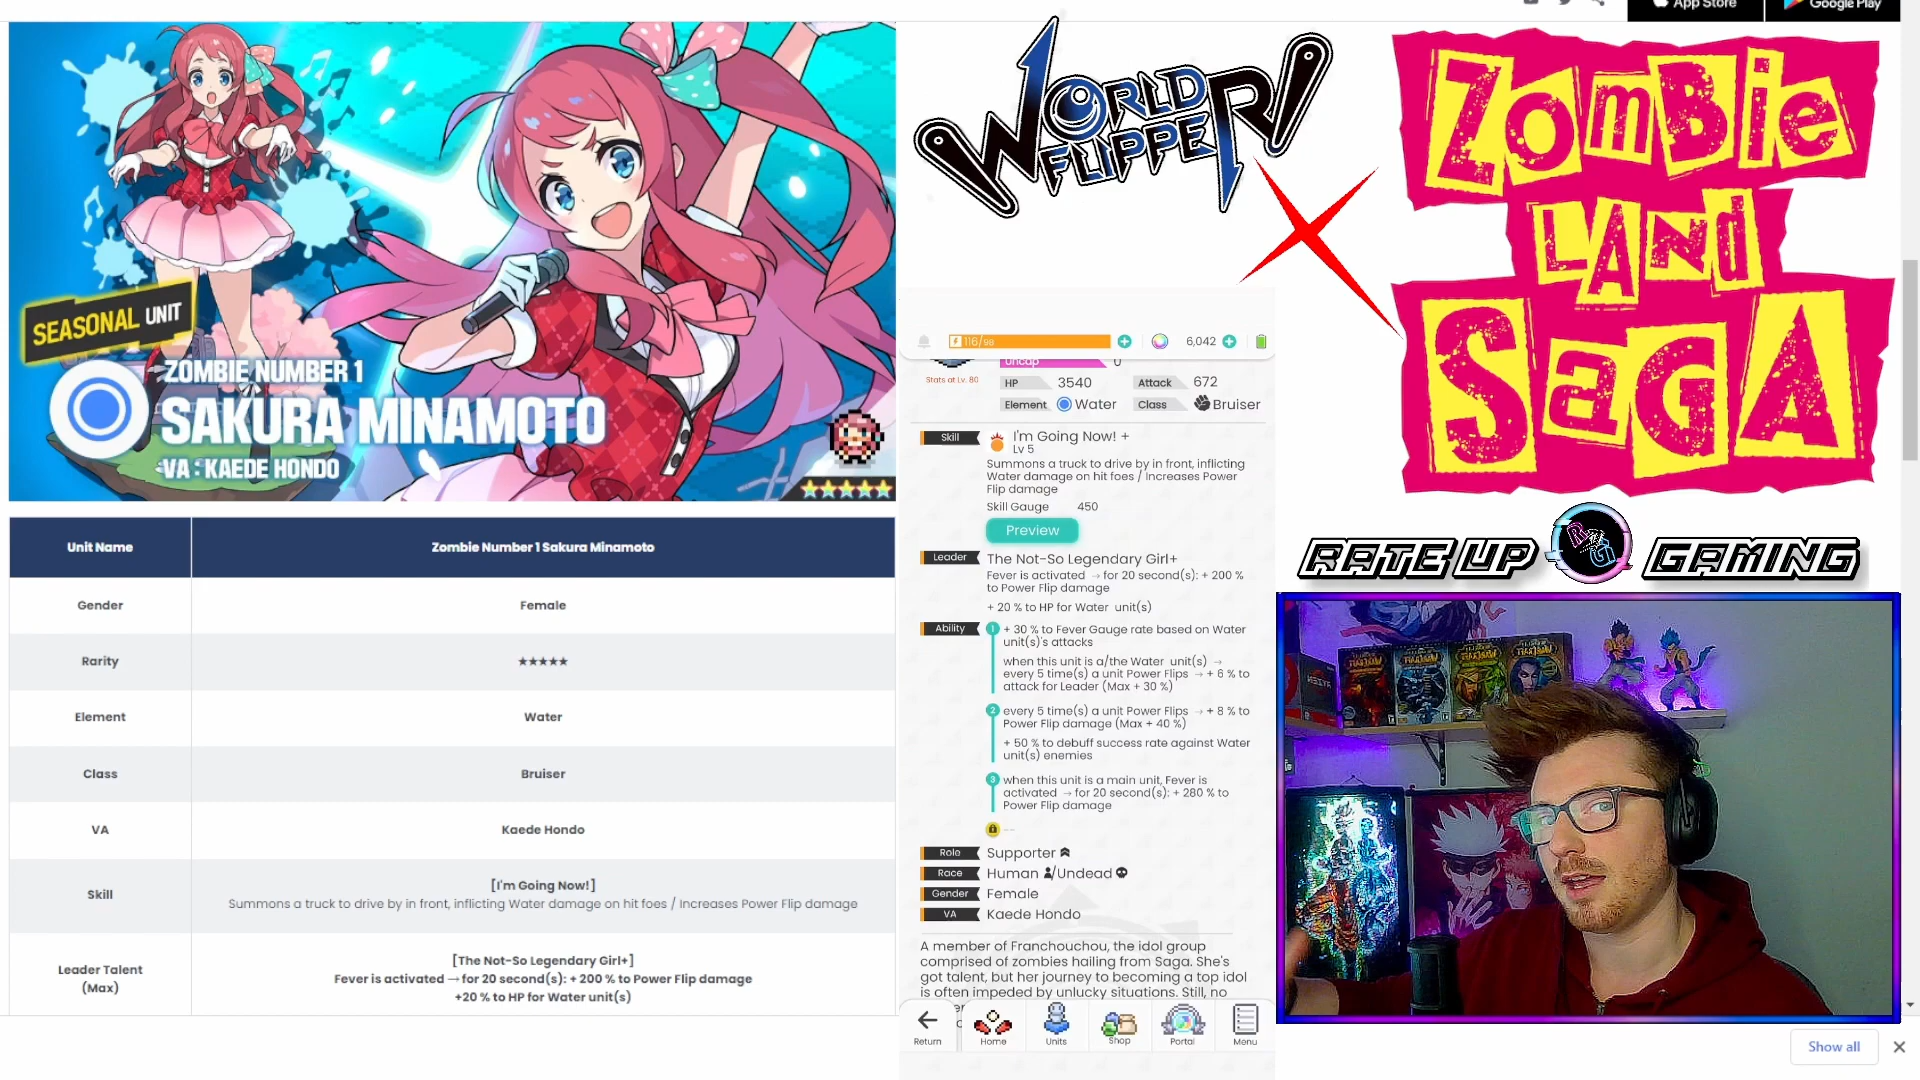 App Store
Google Play
WORLD
FLIPPER
ZomBie
LAnd
SaGA
SEASONAL UNIT
ZOMBIE NUMBER 1
SAKURA MINAMOTO
VA : KAEDE HONDO
Unit Name
Zombie Number 1 Sakura Minamoto
Gender
Female
Rarity
★★★★★
Element
Water
Class
Bruiser
VA
Kaede Hondo
Skill
[I'm Going Now!]
Summons a truck to drive by in front, inflicting Water damage on hit foes / Increases Power Flip damage
Leader Talent
(Max)
[The Not-So Legendary Girl+]
Fever is activated → for 20 second(s): + 200 % to Power Flip damage
+20 % to HP for Water unit(s)
116/98
6,042
Uncap 0
Stats at Lv. 80
HP 3540 Attack 672
Element Water Class Bruiser
Skill I'm Going Now! +
Lv 5
Summons a truck to drive by in front, inflicting
Water damage on hit foes / Increases Power
Flip damage
Skill Gauge 450
Preview
Leader The Not-So Legendary Girl+
Fever is activated → for 20 second(s): + 200 %
to Power Flip damage
+ 20 % to HP for Water unit(s)
Ability 1 + 30 % to Fever Gauge rate based on Water
unit(s)'s attacks
when this unit is a/the Water unit(s) →
every 5 time(s) a unit Power Flips → + 6 % to
attack for Leader (Max + 30 %)
2 every 5 time(s) a unit Power Flips → + 8 % to
Power Flip damage (Max + 40 %)
+ 50 % to debuff success rate against Water
unit(s) enemies
3 when this unit is a main unit, Fever is
activated → for 20 second(s): + 280 % to
Power Flip damage
--
Role Supporter
Race Human /Undead
Gender Female
VA Kaede Hondo
A member of Franchouchou, the idol group
comprised of zombies hailing from Saga. She's
got talent, but her journey to becoming a top idol
is often impeded by unlucky situations. Still, no
Return
Home
Units
Shop
Portal
Menu
RATE UP
RUG
GAMING
Show all